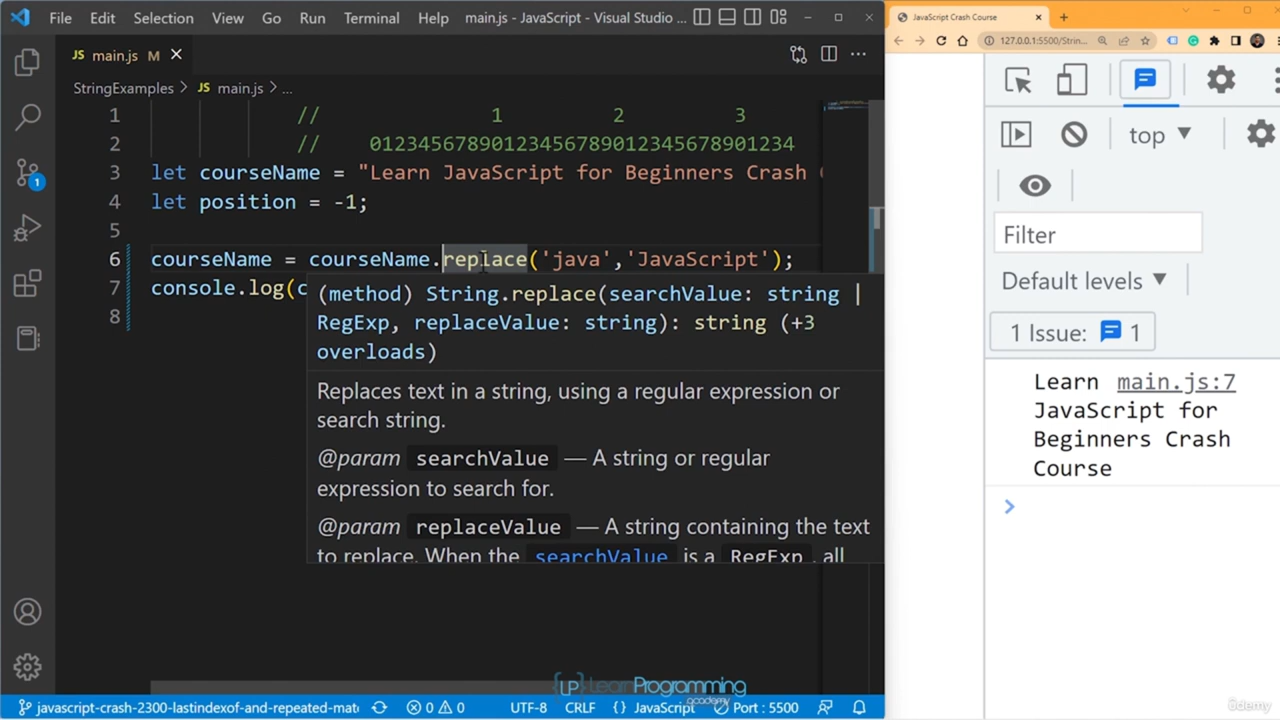 File Edit Selection View Go Run Terminal Help main.js - JavaScript - Visual Studio ...
JS main.js M
StringExamples > JS main.js > ...
1 // 1 2 3
2 // 01234567890123456789012345678901234
3 let courseName = "Learn JavaScript for Beginners Crash
4 let position = -1;
5
6 courseName = courseName.replace('java','JavaScript');
7 console.log(c
8
(method) String.replace(searchValue: string |
RegExp, replaceValue: string): string (+3
overloads)
Replaces text in a string, using a regular expression or
search string.
@param searchValue — A string or regular
expression to search for.
@param replaceValue — A string containing the text
to replace. When the searchValue is a RegExp, all
LP LearnProgramming
academy
javascript-crash-2300-lastindexof-and-repeated-mat 0 0 UTF-8 CRLF {} JavaScript Port : 5500
1
JavaScript Crash Course
127.0.0.1:5500/Strin...
top
Filter
Default levels
1 Issue: 1
Learn main.js:7
JavaScript for
Beginners Crash
Course
>
ûdemy